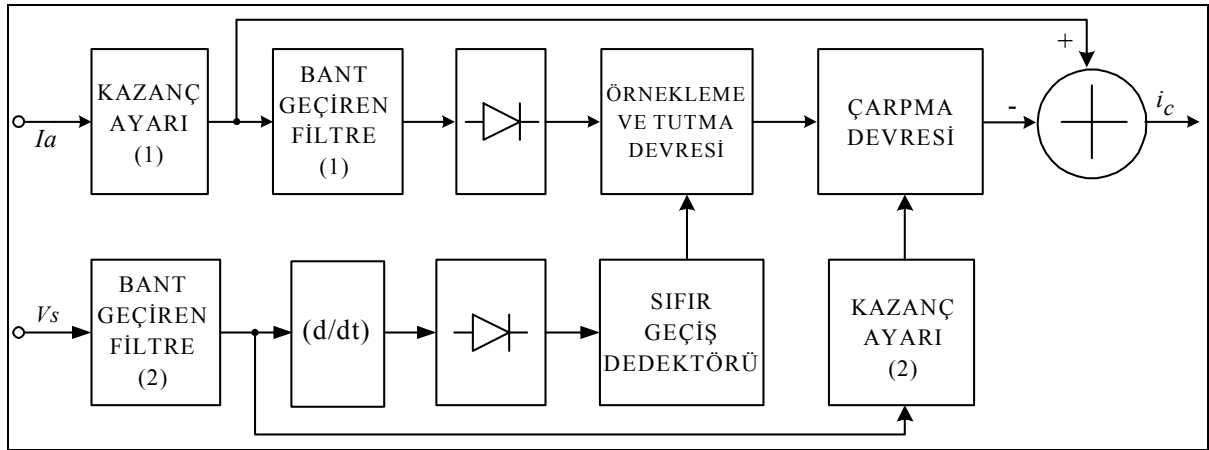 KAZANÇ
AYARI
(1)
BANT
GEÇİREN
FİLTRE
(1)
ÖRNEKLEME
VE TUTMA
DEVRESİ
ÇARPMA
DEVRESİ
+
-
ic
Ia
BANT
GEÇİREN
FİLTRE
(2)
(d/dt)
SIFIR
GEÇİŞ
DEDEKTÖRÜ
KAZANÇ
AYARI
(2)
Vs